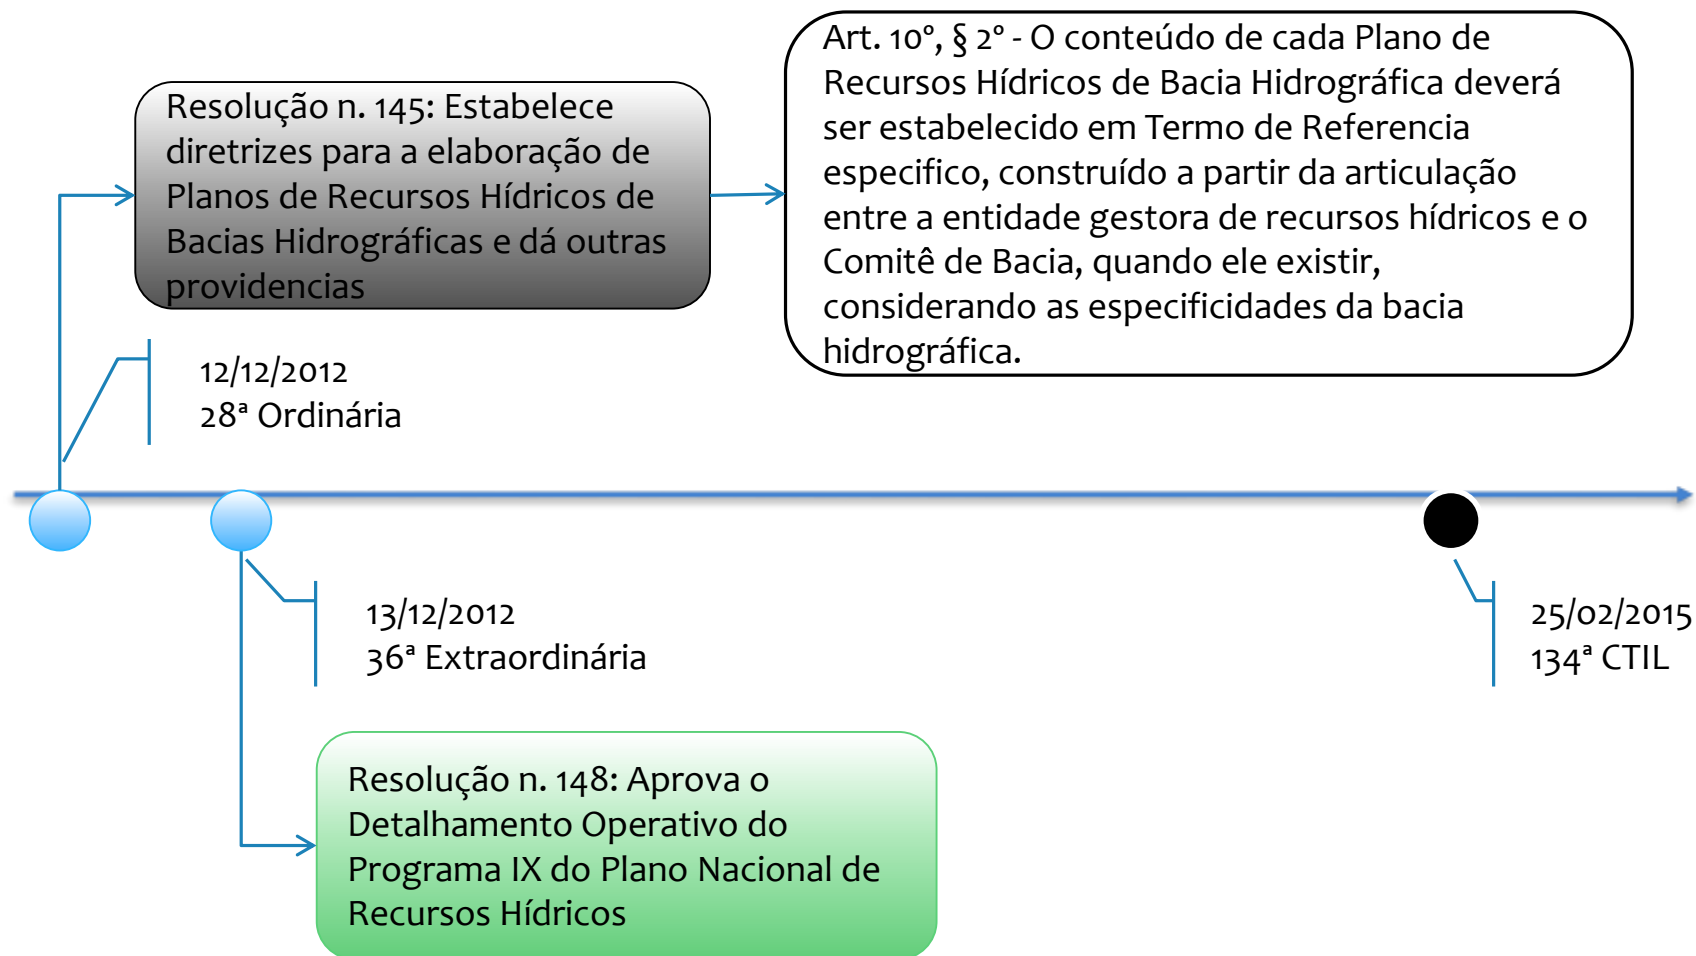 Resolução n. 145: Estabelece
diretrizes para a elaboração de
Planos de Recursos Hídricos de
Bacias Hidrográficas e dá outras
providencias
Art. 10°, § 2° - O conteúdo de cada Plano de
Recursos Hídricos de Bacia Hidrográfica deverá
ser estabelecido em Termo de Referencia
especifico, construído a partir da articulação
entre a entidade gestora de recursos hídricos e o
Comitê de Bacia, quando ele existir,
considerando as especificidades da bacia
hidrográfica.
12/12/2012
28ª Ordinária
13/12/2012
36ª Extraordinária
25/02/2015
134ª CTIL
Resolução n. 148: Aprova o
Detalhamento Operativo do
Programa IX do Plano Nacional de
Recursos Hídricos